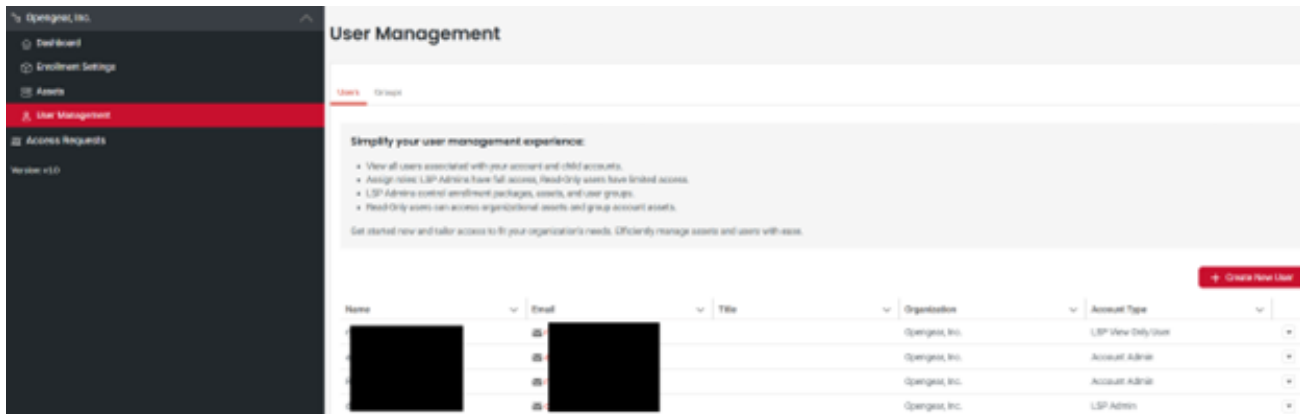 Opengear, Inc.
Dashboard
Enrollment Settings
Assets
User Management
Access Requests
Version: v1.0
User Management
Users Groups
Simplify your user management experience:
• View all users associated with your account and child accounts.
• Assign roles: LSP Admins have full access, Read-Only users have limited access.
• LSP Admins control enrollment packages, assets, and user groups.
• Read-Only users can access organizational assets and group account assets.
Get started now and tailor access to fit your organization's needs. Efficiently manage assets and users with ease.
+ Create New User
Name Email Title Organization Account Type
Opengear, Inc. LSP View Only User
Opengear, Inc. Account Admin
Opengear, Inc. Account Admin
Opengear, Inc. LSP Admin